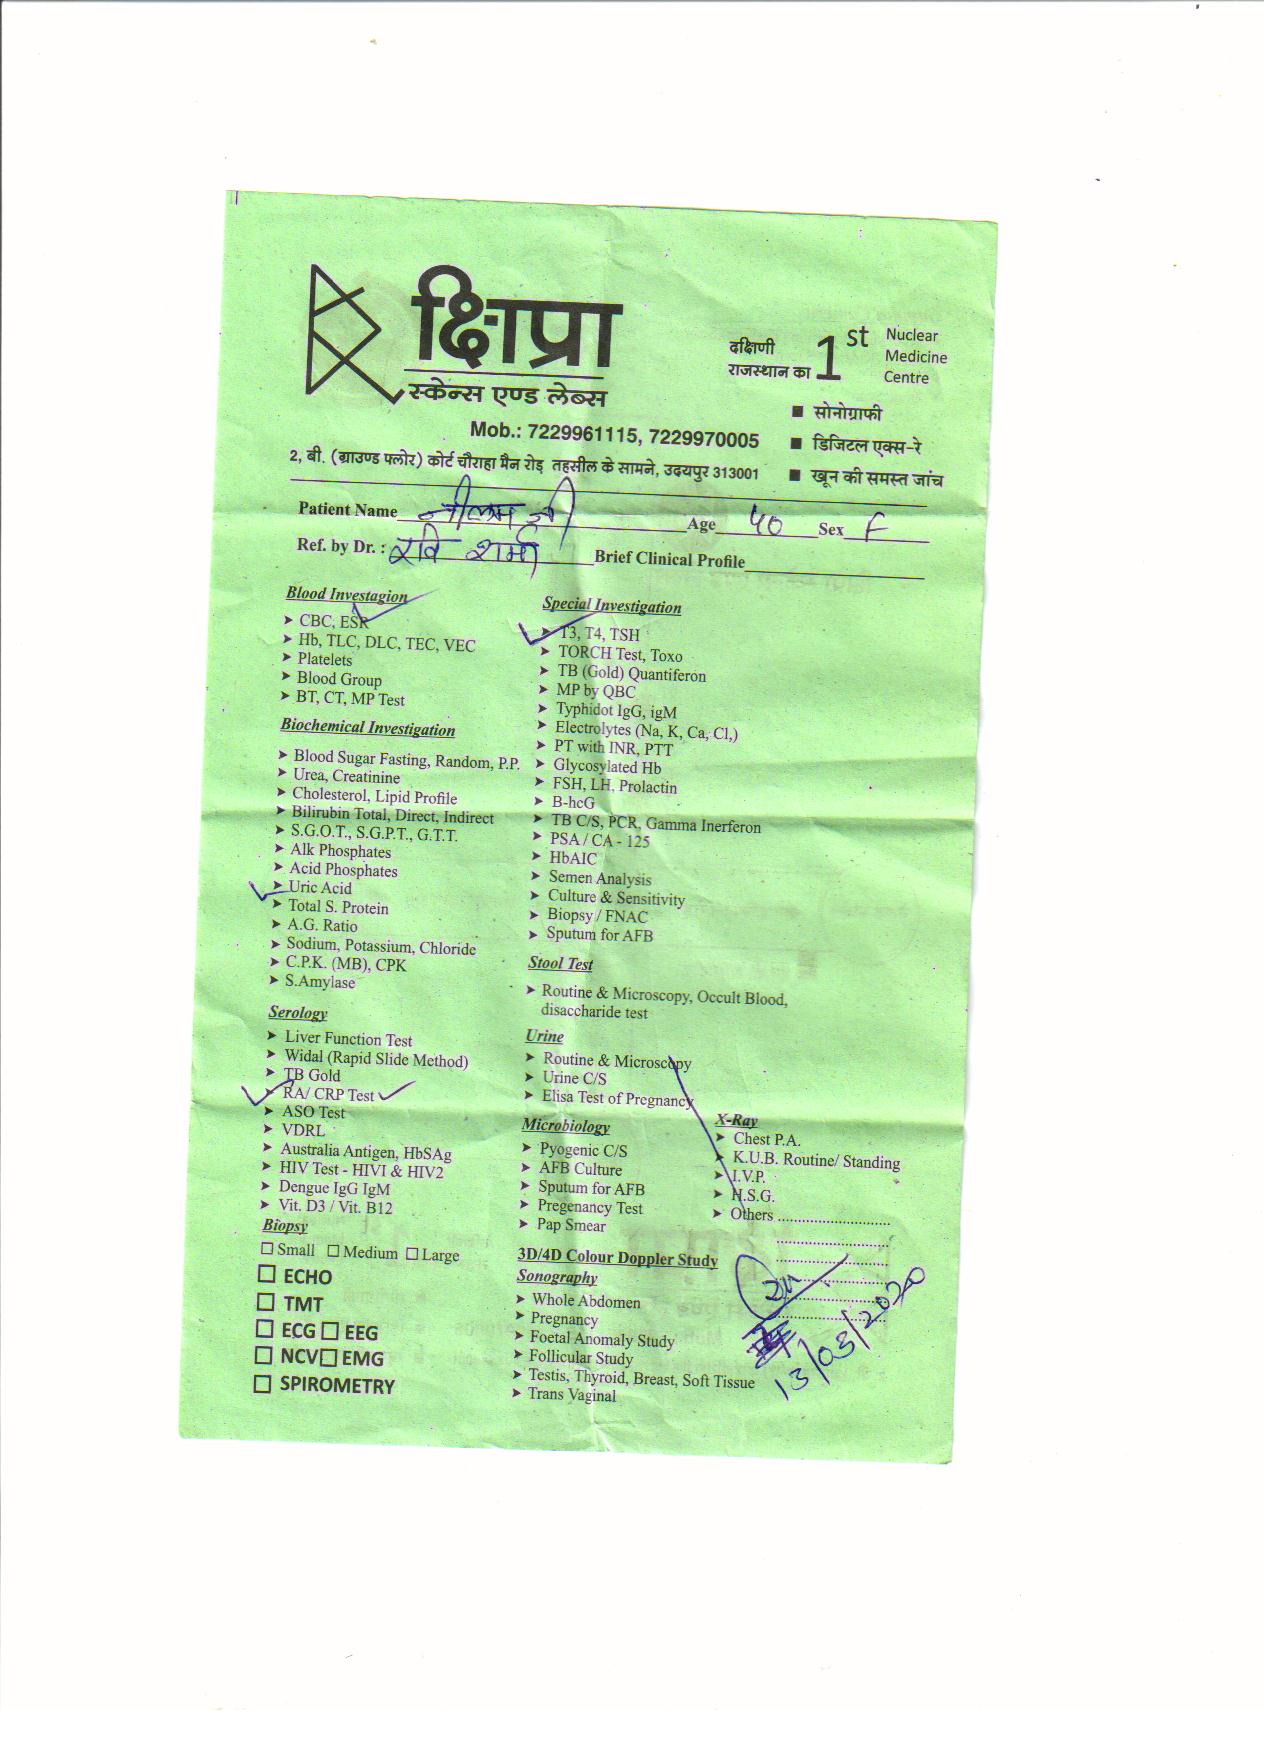 क्षिप्रा
स्केन्स एण्ड लेब्स
दक्षिणी
राजस्थान का 1st Nuclear
Medicine
Centre
■ सोनोग्राफी
Mob.: 7229961115, 7229970005
■ डिजिटल एक्स-रे
2, बी. (ग्राउण्ड फ्लोर) कोर्ट चौराहा मैन रोड़ तहसील के सामने, उदयपुर 313001
■ खून की समस्त जांच
Patient Name नीलम जी Age 40 Sex F
Ref. by Dr. : रवि शर्मा Brief Clinical Profile
Blood Investagion
➤ CBC, ESR
➤ Hb, TLC, DLC, TEC, VEC
➤ Platelets
➤ Blood Group
➤ BT, CT, MP Test
Biochemical Investigation
➤ Blood Sugar Fasting, Random, P.P.
➤ Urea, Creatinine
➤ Cholesterol, Lipid Profile
➤ Bilirubin Total, Direct, Indirect
➤ S.G.O.T., S.G.P.T., G.T.T.
➤ Alk Phosphates
➤ Acid Phosphates
➤ Uric Acid
➤ Total S. Protein
➤ A.G. Ratio
➤ Sodium, Potassium, Chloride
➤ C.P.K. (MB), CPK
➤ S.Amylase
Serology
➤ Liver Function Test
➤ Widal (Rapid Slide Method)
➤ TB Gold
➤ RA/ CRP Test
➤ ASO Test
➤ VDRL
➤ Australia Antigen, HbSAg
➤ HIV Test - HIVI & HIV2
➤ Dengue IgG IgM
➤ Vit. D3 / Vit. B12
Biopsy
☐ Small ☐ Medium ☐ Large
☐ ECHO
☐ TMT
☐ ECG ☐ EEG
☐ NCV ☐ EMG
☐ SPIROMETRY
Special Investigation
➤ T3, T4, TSH
➤ TORCH Test, Toxo
➤ TB (Gold) Quantiferon
➤ MP by QBC
➤ Typhidot IgG, igM
➤ Electrolytes (Na, K, Ca, Cl,)
➤ PT with INR, PTT
➤ Glycosylated Hb
➤ FSH, LH, Prolactin
➤ B-hcG
➤ TB C/S, PCR, Gamma Inerferon
➤ PSA / CA - 125
➤ HbAIC
➤ Semen Analysis
➤ Culture & Sensitivity
➤ Biopsy / FNAC
➤ Sputum for AFB
Stool Test
➤ Routine & Microscopy, Occult Blood,
disaccharide test
Urine
➤ Routine & Microscopy
➤ Urine C/S
➤ Elisa Test of Pregnancy
Microbiology
➤ Pyogenic C/S
➤ AFB Culture
➤ Sputum for AFB
➤ Pregenancy Test
➤ Pap Smear
X-Ray
➤ Chest P.A.
➤ K.U.B. Routine/ Standing
➤ I.V.P.
➤ H.S.G.
➤ Others ............................
3D/4D Colour Doppler Study
Sonography
➤ Whole Abdomen
➤ Pregnancy
➤ Foetal Anomaly Study
➤ Follicular Study
➤ Testis, Thyroid, Breast, Soft Tissue
➤ Trans Vaginal
13/03/2020